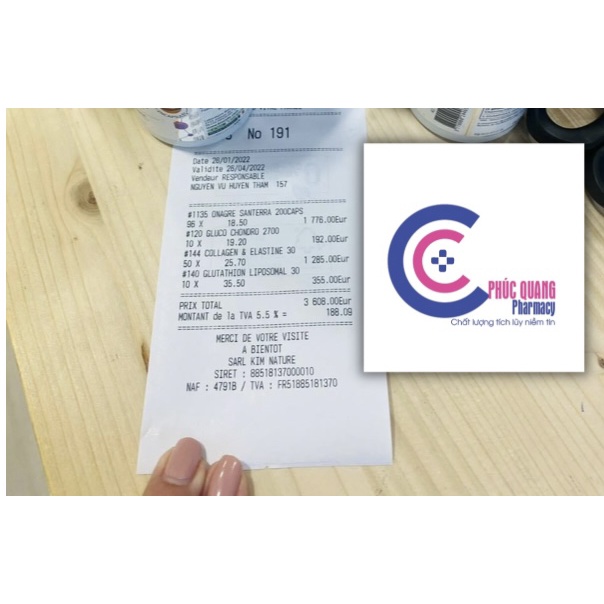 No 191
Date 26/01/2022
Validite 26/04/2022
Vendeur RESPONSABLE
NGUYEN VU HUYEN THAM 157
#1135 ONAGRE SANTERRA 200CAPS
96 X 18.50 1 776.00Eur
#120 GLUCO CHONDRO 2700
10 X 19.20 192.00Eur
#144 COLLAGEN & ELASTINE 30
50 X 25.70 1 285.00Eur
#140 GLUTATHION LIPOSOMAL 30
10 X 35.50 355.00Eur
PRIX TOTAL 3 608.00Eur
MONTANT de la TVA 5.5 % = 188.09
MERCI DE VOTRE VISITE
A BIENTOT
SARL KIM NATURE
SIRET : 88518137000010
NAF : 4791B / TVA : FR51885181370
PHÚC QUANG
Pharmacy
Chất lượng tích lũy niềm tin